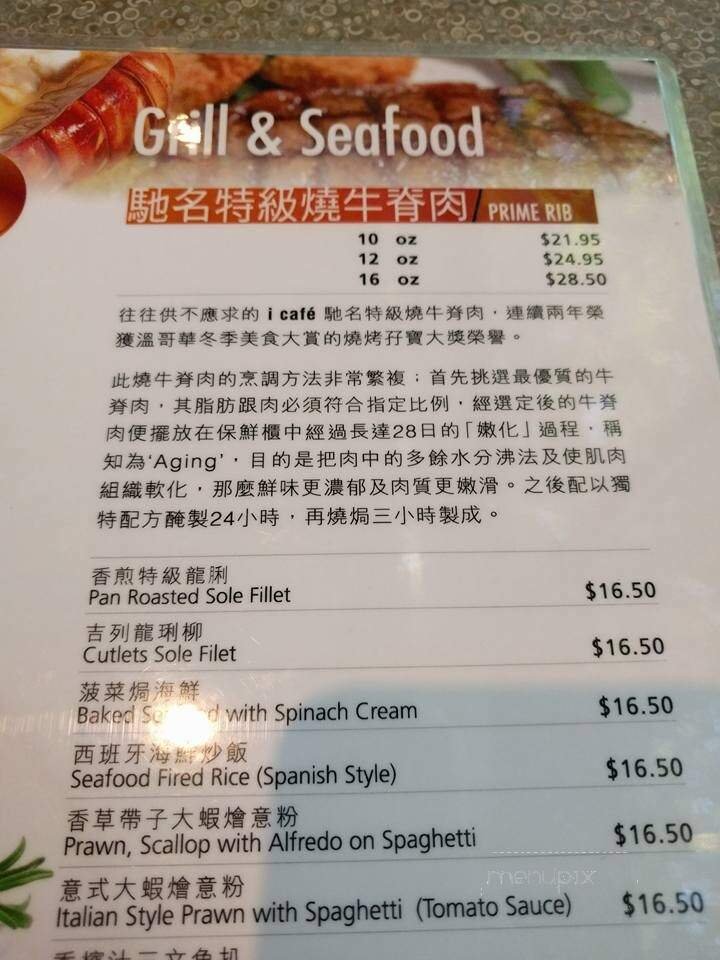 Grill & Seafood
馳名特級燒牛脊肉/ PRIME RIB
10 oz $21.95
12 oz $24.95
16 oz $28.50
往往供不應求的 i café 馳名特級燒牛脊肉，連續兩年榮
獲溫哥華冬季美食大賞的燒烤孖寶大獎榮譽。
此燒牛脊肉的烹調方法非常繁複；首先挑選最優質的牛
脊肉，其脂肪跟肉必須符合指定比例，經選定後的牛脊
肉便擺放在保鮮櫃中經過長達28日的「嫩化」過程，稱
知為‘Aging’，目的是把肉中的多餘水分沸法及使肌肉
組織軟化，那麼鮮味更濃郁及肉質更嫩滑。之後配以獨
特配方醃製24小時，再燒焗三小時製成。
香煎特級龍脷
Pan Roasted Sole Fillet $16.50
吉列龍琍柳
Cutlets Sole Filet $16.50
菠菜焗海鮮
Baked Seafood with Spinach Cream $16.50
西班牙海鮮炒飯
Seafood Fired Rice (Spanish Style) $16.50
香草帶子大蝦燴意粉
Prawn, Scallop with Alfredo on Spaghetti $16.50
menupix
意式大蝦燴意粉
Italian Style Prawn with Spaghetti (Tomato Sauce) $16.50